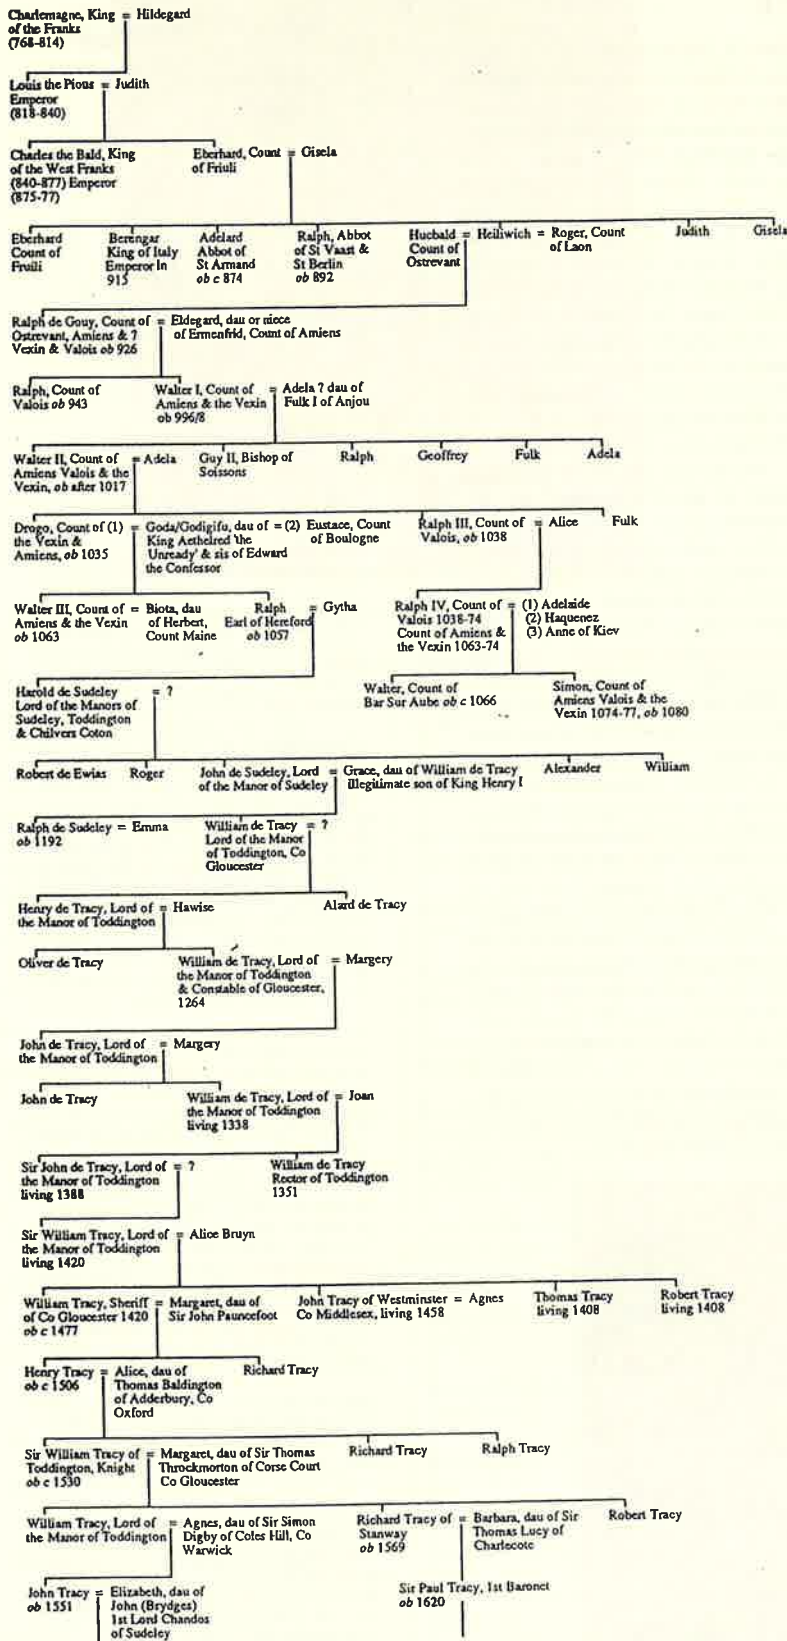 Charlemagne, King = Hildegard
of the Franks
(768-814)
Louis the Pious = Judith
Emperor
(818-840)
Charles the Bald, King
of the West Franks
(840-877) Emperor
(875-77)
Eberhard, Count = Gisela
of Friuli
Eberhard
Count of
Fruili
Berengar
King of Italy
Emperor In
915
Adelard
Abbot of
St Armand
ob c 874
Ralph, Abbot
of St Vaast &
St Berlin
ob 892
Hucbald = Heiliwich = Roger, Count
Count of
Ostrevant
of Laon
Judith
Gisela
Ralph de Gouy, Count of = Eldegard, dau or niece
Ostrevant, Amiens & ?
Vexin & Valois ob 926
of Ermenfrid, Count of Amiens
Ralph, Count of
Valois ob 943
Walter I, Count of = Adela ? dau of
Amiens & the Vexin
ob 996/8
Fulk I of Anjou
Walter II, Count of = Adela
Amiens Valois & the
Vexin, ob after 1017
Guy II, Bishop of
Soissons
Ralph
Geoffrey
Fulk
Adela
Drogo, Count of (1) = Goda/Godigifu, dau of = (2) Eustace, Count
the Vexin &
Amiens, ob 1035
King Aethelred 'the
Unready' & sis of Edward
the Confessor
of Boulogne
Ralph III, Count of = Alice
Valois, ob 1038
Fulk
Walter III, Count of = Biota, dau
Amiens & the Vexin
ob 1063
of Herbert,
Count Maine
Ralph = Gytha
Earl of Hereford
ob 1057
Ralph IV, Count of = (1) Adelaide
Valois 1038-74
Count of Amiens &
the Vexin 1063-74
(2) Haquenez
(3) Anne of Kiev
Harold de Sudeley = ?
Lord of the Manors of
Sudeley, Toddington
& Chilvers Coton
Walter, Count of
Bar Sur Aube ob c 1066
Simon, Count of
Amiens Valois & the
Vexin 1074-77, ob 1080
Robert de Ewias
Roger
John de Sudeley, Lord = Grace, dau of William de Tracy
of the Manor of Sudeley
illegitimate son of King Henry I
Alexander
William
Ralph de Sudeley = Emma
ob 1192
William de Tracy = ?
Lord of the Manor
of Toddington, Co
Gloucester
Henry de Tracy, Lord of = Hawise
the Manor of Toddington
Alard de Tracy
Oliver de Tracy
William de Tracy, Lord of = Margery
the Manor of Toddington
& Constable of Gloucester,
1264
John de Tracy, Lord of = Margery
the Manor of Toddington
John de Tracy
William de Tracy, Lord of = Joan
the Manor of Toddington
living 1338
Sir John de Tracy, Lord of = ?
the Manor of Toddington
living 1388
William de Tracy
Rector of Toddington
1351
Sir William Tracy, Lord of = Alice Bruyn
the Manor of Toddington
living 1420
William Tracy, Sheriff = Margaret, dau of
of Co Gloucester 1420
ob c 1477
Sir John Pauncefoot
John Tracy of Westminster = Agnes
Co Middlesex, living 1458
Thomas Tracy
living 1408
Robert Tracy
living 1408
Henry Tracy = Alice, dau of
ob c 1506
Thomas Baldington
of Adderbury, Co
Oxford
Richard Tracy
Sir William Tracy of = Margaret, dau of Sir Thomas
Toddington, Knight
ob c 1530
Throckmorton of Corse Court
Co Gloucester
Richard Tracy
Ralph Tracy
William Tracy, Lord of = Agnes, dau of Sir Simon
the Manor of Toddington
Digby of Coles Hill, Co
Warwick
Richard Tracy of = Barbara, dau of Sir
Stanway
ob 1569
Thomas Lucy of
Charlecote
Robert Tracy
John Tracy = Elizabeth, dau of
ob 1551
John (Brydges)
1st Lord Chandos
of Sudeley
Sir Paul Tracy, 1st Baronet
ob 1620